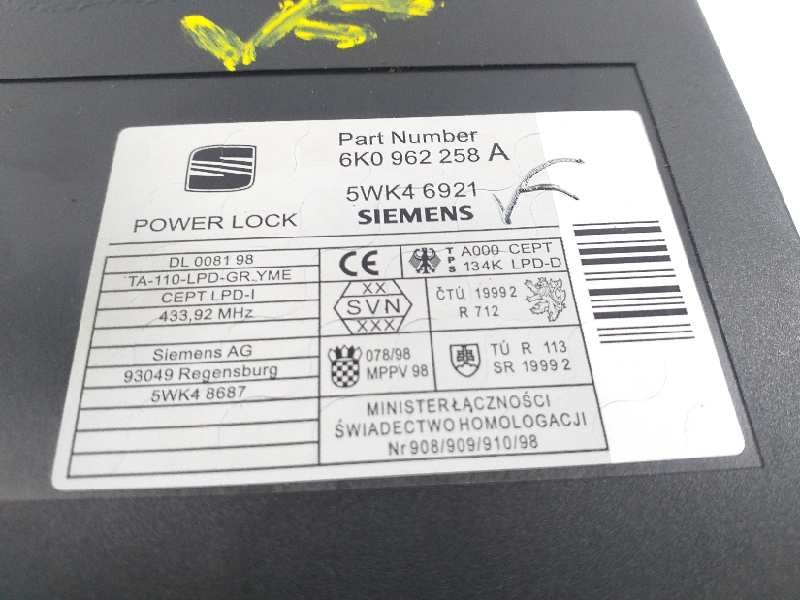 Part Number
6K0 962 258 A
5WK4 6921
SIEMENS
POWER LOCK
DL 0081 98
TA-110-LPD-GR.YME
CEPT LPD-I
433,92 MHz
Siemens AG
93049 Regensburg
5WK4 8687
CE
T P S
A000 CEPT
134K LPD-D
XX
SVN
XXX
ČTÚ 1999 2
R 712
078/98
MPPV 98
TÚ R 113
SR 1999 2
MINISTER ŁĄCZNOŚCI
ŚWIADECTWO HOMOLOGACJI
Nr 908/909/910/98